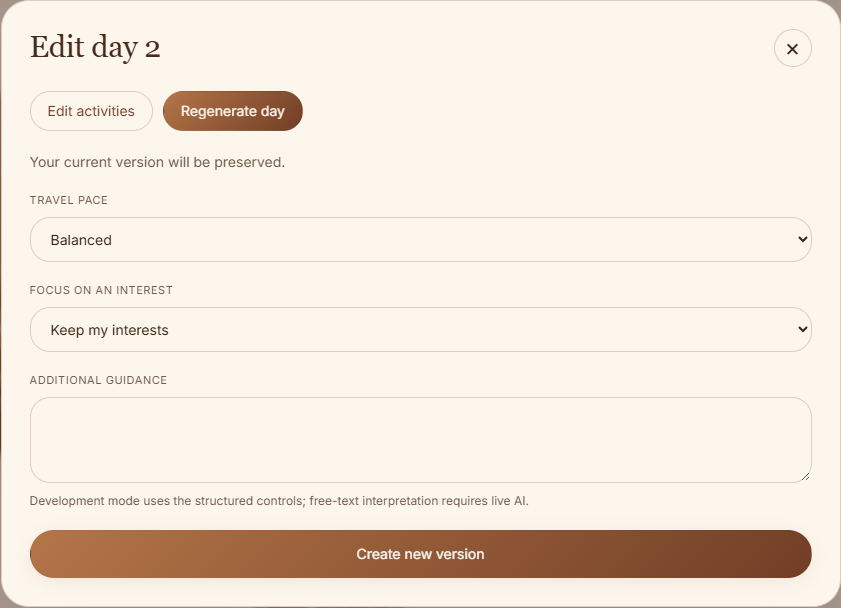 Edit day 2
Edit activities
Regenerate day
Your current version will be preserved.
TRAVEL PACE
Balanced
FOCUS ON AN INTEREST
Keep my interests
ADDITIONAL GUIDANCE
Development mode uses the structured controls; free-text interpretation requires live AI.
Create new version